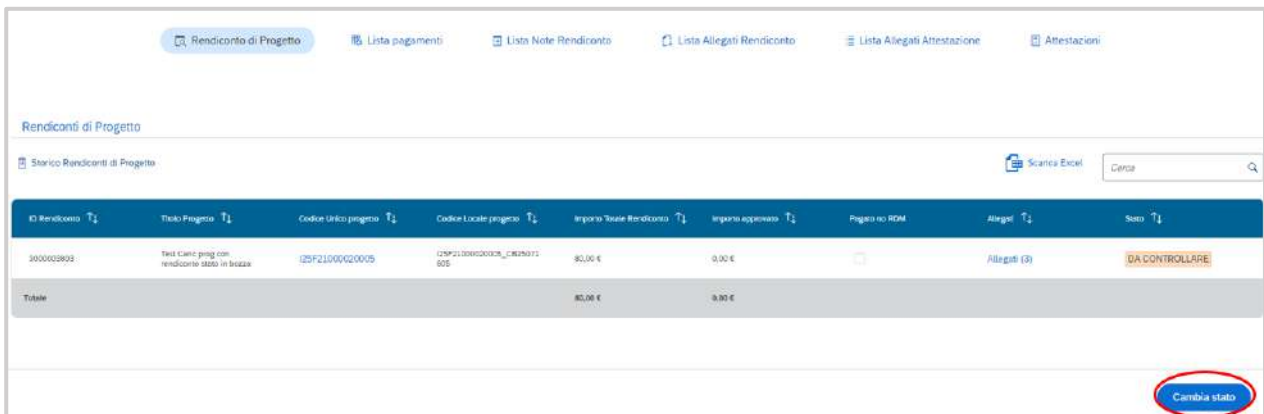 Rendiconto di Progetto Lista pagamenti Lista Note Rendiconto Lista Allegati Rendiconto Lista Allegati Attestazione Attestazioni
Rendiconti di Progetto
Storico Rendiconti di Progetto Scarica Excel Cerca
ID Rendiconto Titolo Progetto Codice Unico progetto Codice Locale progetto Importo Totale Rendiconto Importo approvato Pagato no RDM Allegati Stato
3000003803 Test Canc prog con rendiconto stato in bozza I25F21000020005 I25F21000020005_CB25071605 80,00 € 0,00 € Allegati (3) DA CONTROLLARE
Totale 80,00 € 0,00 €
Cambia stato